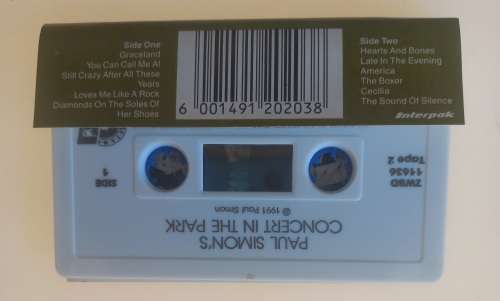 Side One
Graceland
You Can Call Me Al
Still Crazy After All These
Years
Loves Me Like A Rock
Diamonds On The Soles Of
Her Shoes
6 001491 202038
Side Two
Hearts And Bones
Late In The Evening
America
The Boxer
Cecilia
The Sound Of Silence
Interpak
PAUL SIMON'S
CONCERT IN THE PARK
© 1991 Paul Simon
SIDE
1
ZWBD
11636
Tape 2